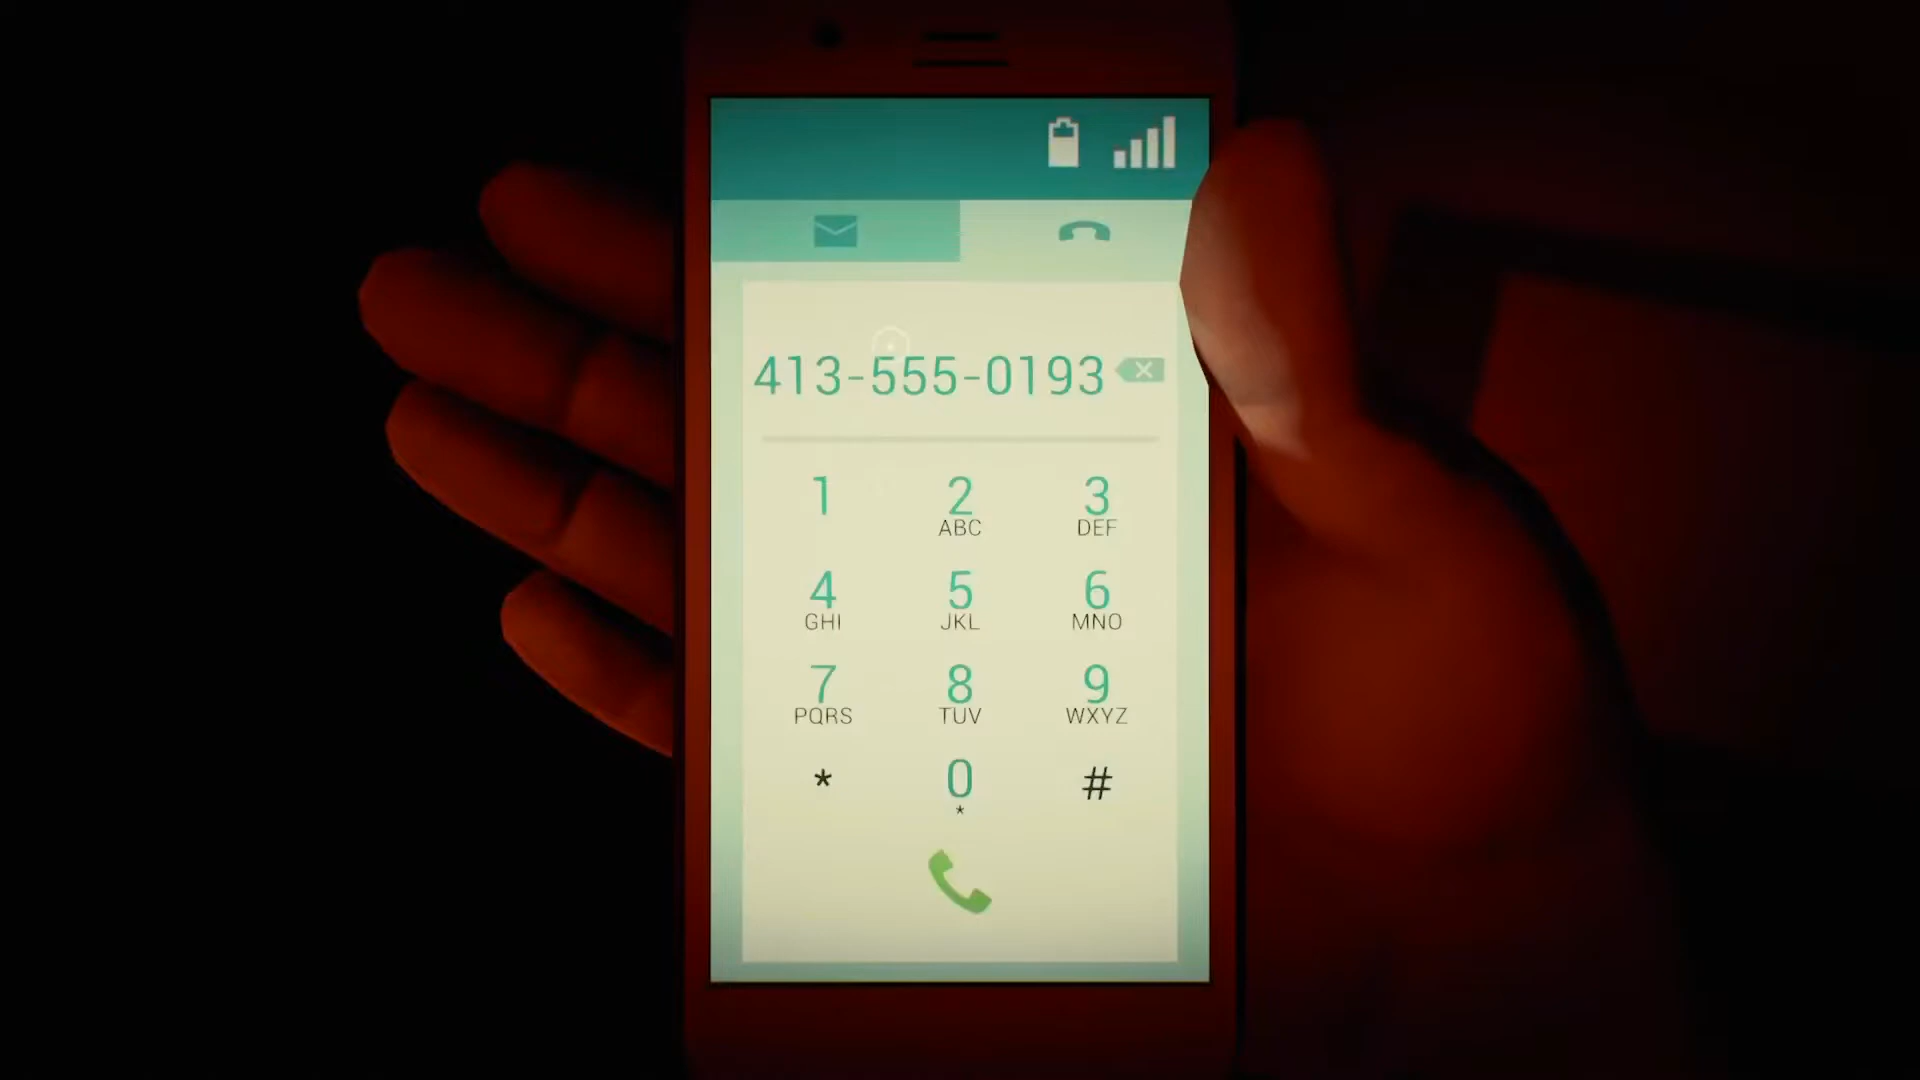 413-555-0193
1 2 3
ABC DEF
4 5 6
GHI JKL MNO
7 8 9
PQRS TUV WXYZ
* 0 #
*